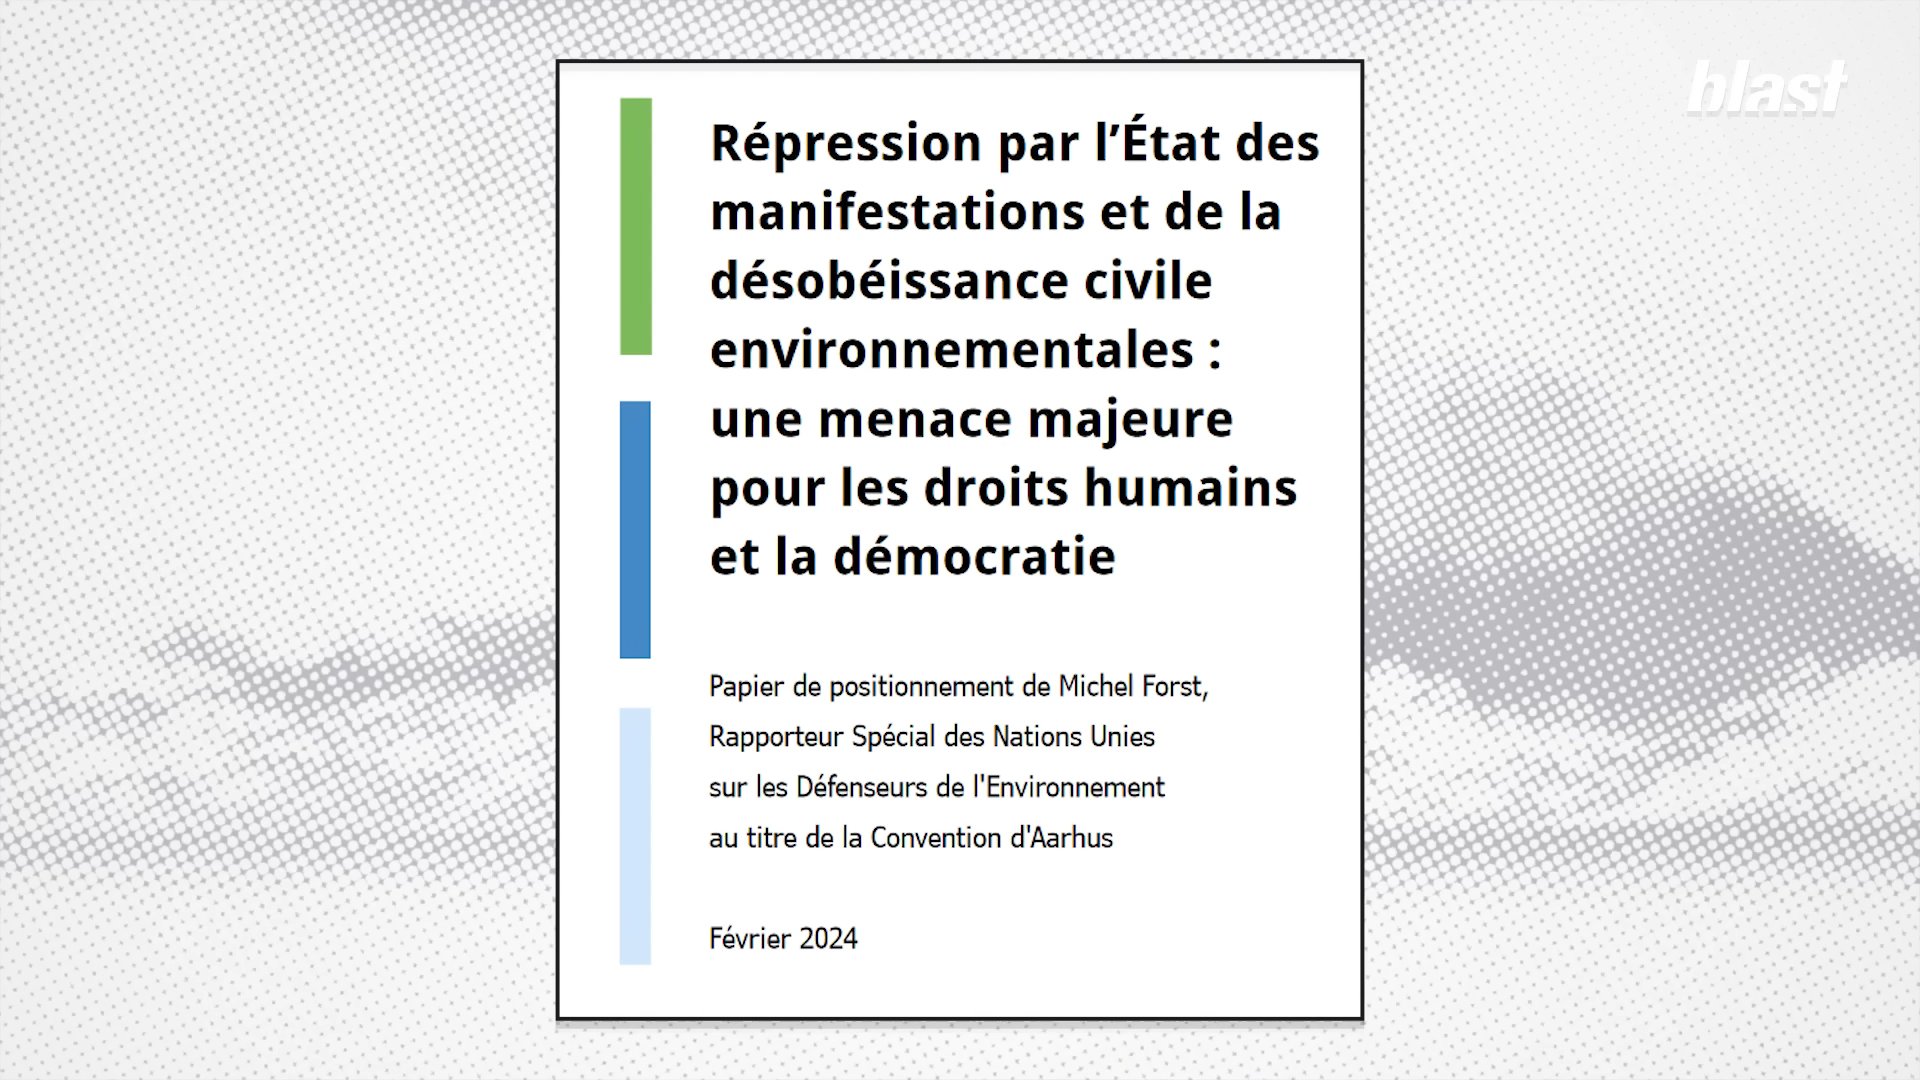 blast
Répression par l’État des
manifestations et de la
désobéissance civile
environnementales :
une menace majeure
pour les droits humains
et la démocratie
Papier de positionnement de Michel Forst,
Rapporteur Spécial des Nations Unies
sur les Défenseurs de l'Environnement
au titre de la Convention d'Aarhus
Février 2024